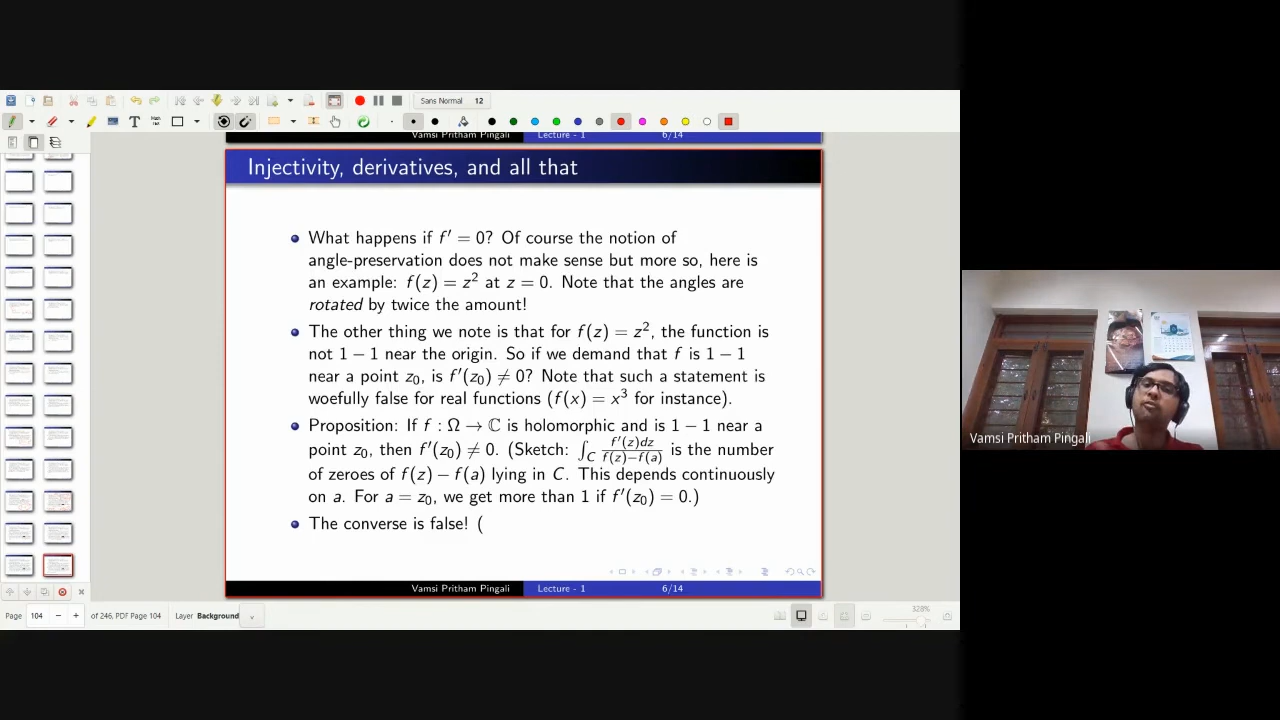 Sans Normal 12
Vamsi Pritham Pingali Lecture - 1 6/14
Injectivity, derivatives, and all that
What happens if f′ = 0? Of course the notion of
angle-preservation does not make sense but more so, here is
an example: f(z) = z² at z = 0. Note that the angles are
rotated by twice the amount!
The other thing we note is that for f(z) = z², the function is
not 1 − 1 near the origin. So if we demand that f is 1 − 1
near a point z₀, is f′(z₀) ≠ 0? Note that such a statement is
woefully false for real functions (f(x) = x³ for instance).
Proposition: If f : Ω → ℂ is holomorphic and is 1 − 1 near a
point z₀, then f′(z₀) ≠ 0. (Sketch: ∫_C f′(z)dz / f(z)−f(a) is the number
of zeroes of f(z) − f(a) lying in C. This depends continuously
on a. For a = z₀, we get more than 1 if f′(z₀) = 0.)
The converse is false! (
Vamsi Pritham Pingali Lecture - 1 6/14
Page 104 of 246, PDF Page 104 Layer Background 328%
Vamsi Pritham Pingali